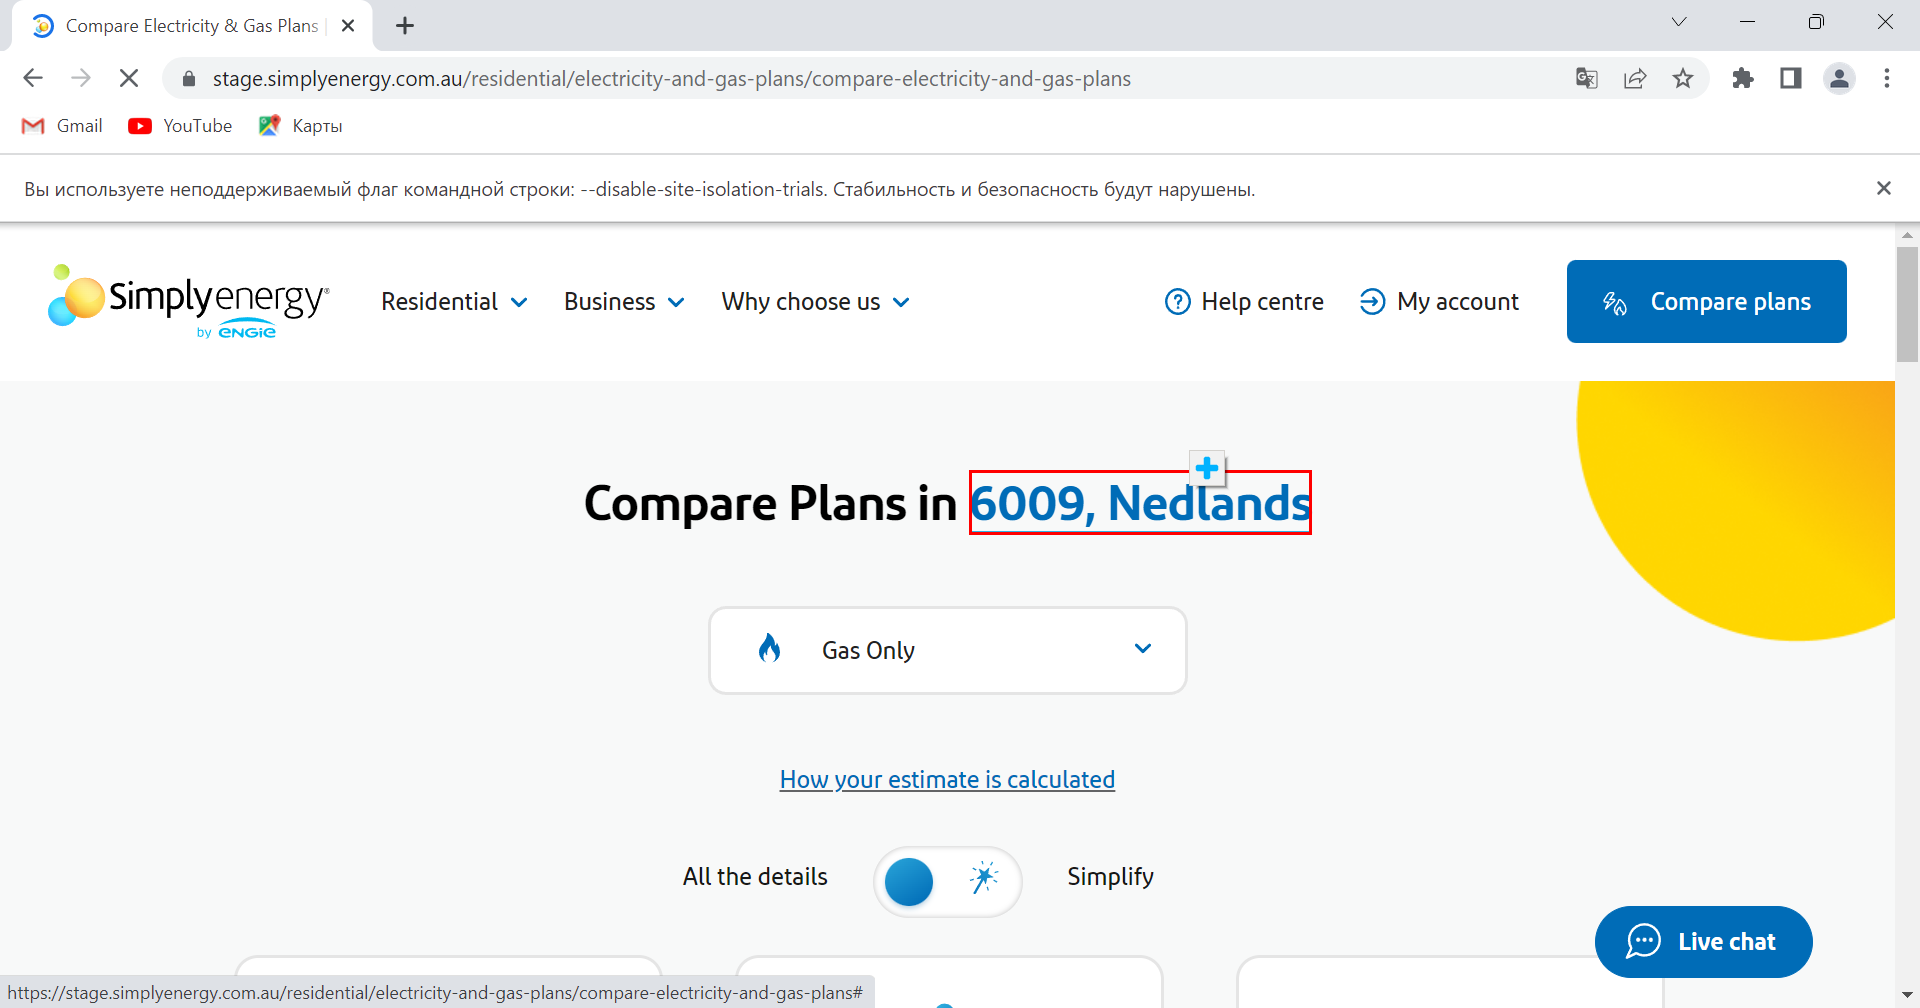 Compare Electricity & Gas Plans
stage.simplyenergy.com.au/residential/electricity-and-gas-plans/compare-electricity-and-gas-plans
Gmail YouTube Карты
Вы используете неподдерживаемый флаг командной строки: --disable-site-isolation-trials. Стабильность и безопасность будут нарушены.
Simplyenergy®
by ENGIE
Residential Business Why choose us Help centre My account Compare plans
Compare Plans in 6009, Nedlands
Gas Only
How your estimate is calculated
All the details Simplify
Live chat
https://stage.simplyenergy.com.au/residential/electricity-and-gas-plans/compare-electricity-and-gas-plans#